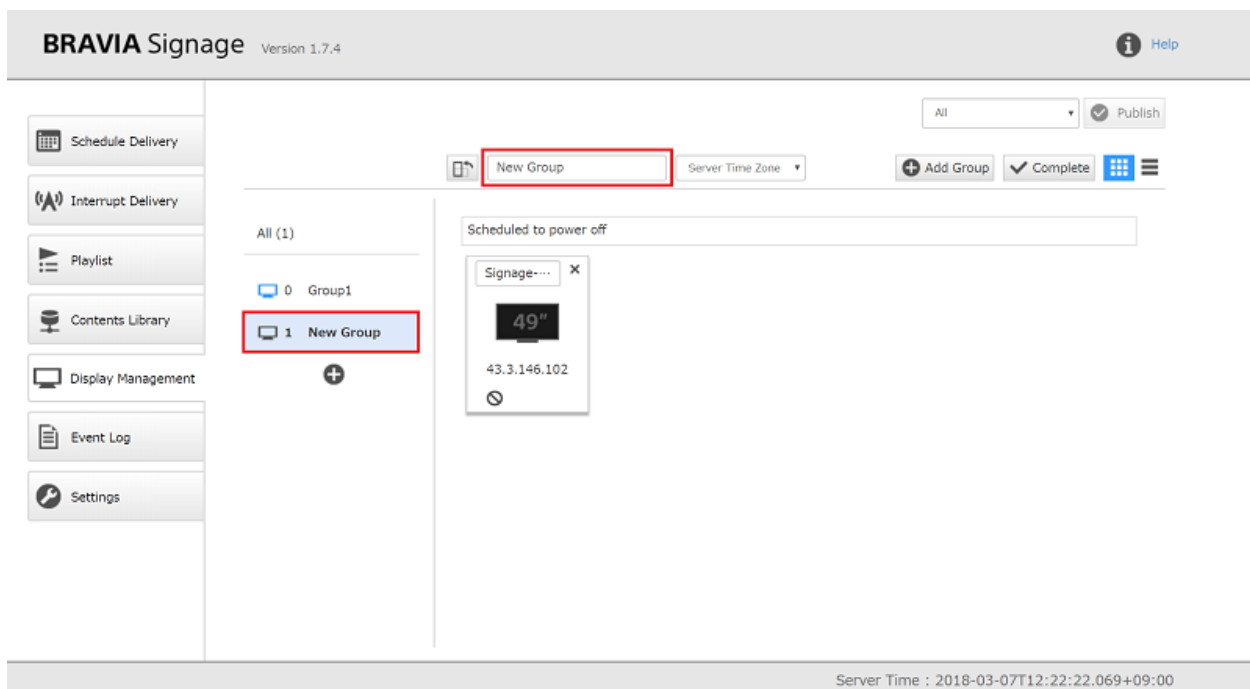 BRAVIA Signage Version 1.7.4
Help
All
Publish
Schedule Delivery
New Group
Server Time Zone
Add Group
Complete
Interrupt Delivery
All (1)
Scheduled to power off
Playlist
Signage-···
0 Group1
49"
Contents Library
1 New Group
43.3.146.102
Display Management
Event Log
Settings
Server Time : 2018-03-07T12:22:22.069+09:00